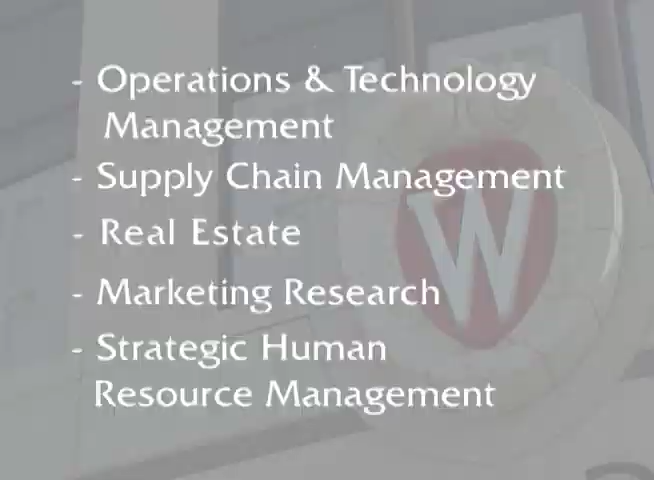 - Operations & Technology
Management
- Supply Chain Management
- Real Estate
- Marketing Research
- Strategic Human
Resource Management
W